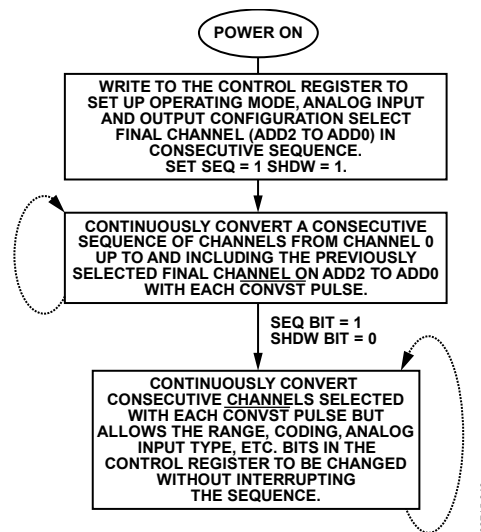 POWER ON
WRITE TO THE CONTROL REGISTER TO
SET UP OPERATING MODE, ANALOG INPUT
AND OUTPUT CONFIGURATION SELECT
FINAL CHANNEL (ADD2 TO ADD0) IN
CONSECUTIVE SEQUENCE.
SET SEQ = 1 SHDW = 1.
CONTINUOUSLY CONVERT A CONSECUTIVE
SEQUENCE OF CHANNELS FROM CHANNEL 0
UP TO AND INCLUDING THE PREVIOUSLY
SELECTED FINAL CHANNEL ON ADD2 TO ADD0
WITH EACH CONVST PULSE.
SEQ BIT = 1
SHDW BIT = 0
CONTINUOUSLY CONVERT
CONSECUTIVE CHANNELS SELECTED
WITH EACH CONVST PULSE BUT
ALLOWS THE RANGE, CODING, ANALOG
INPUT TYPE, ETC. BITS IN THE
CONTROL REGISTER TO BE CHANGED
WITHOUT INTERRUPTING
THE SEQUENCE.